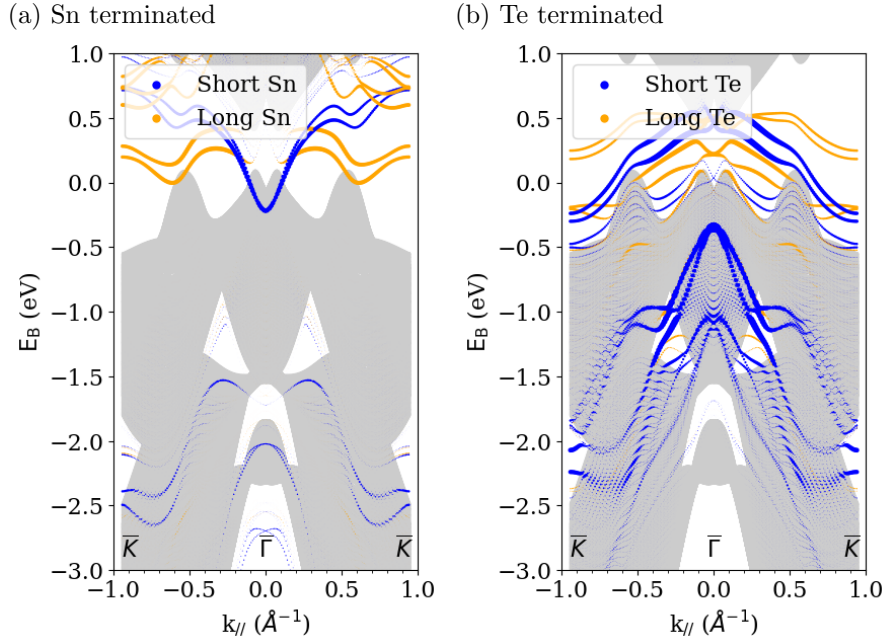 (a) Sn terminated
Short Sn
Long Sn
1.0
0.5
0.0
−0.5
−1.0
−1.5
−2.0
−2.5
−3.0
E_B (eV)
K̅ Γ̅ K̅
−1.0 −0.5 0.0 0.5 1.0
k_// (Å⁻¹)
(b) Te terminated
Short Te
Long Te
1.0
0.5
0.0
−0.5
−1.0
−1.5
−2.0
−2.5
−3.0
E_B (eV)
K̅ Γ̅ K̅
−1.0 −0.5 0.0 0.5 1.0
k_// (Å⁻¹)